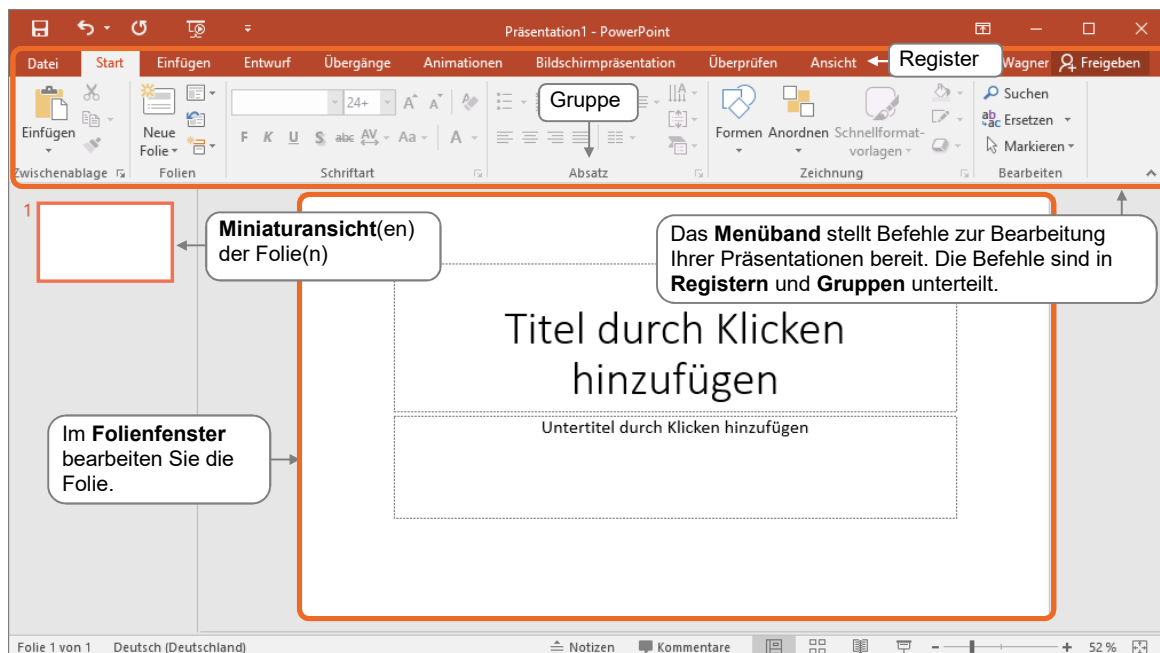 Präsentation1 - PowerPoint
Datei Start Einfügen Entwurf Übergänge Animationen Bildschirmpräsentation Überprüfen Ansicht Register Wagner Freigeben
Einfügen
Neue
Folie
24+
F K U S abc AV Aa A
Gruppe
Formen Anordnen Schnellformat-
vorlagen
Suchen
Ersetzen
Markieren
Zwischenablage Folien Schriftart Absatz Zeichnung Bearbeiten
1
Miniaturansicht(en)
der Folie(n)
Das Menüband stellt Befehle zur Bearbeitung
Ihrer Präsentationen bereit. Die Befehle sind in
Registern und Gruppen unterteilt.
Titel durch Klicken
hinzufügen
Untertitel durch Klicken hinzufügen
Im Folienfenster
bearbeiten Sie die
Folie.
Folie 1 von 1 Deutsch (Deutschland) Notizen Kommentare 52 %